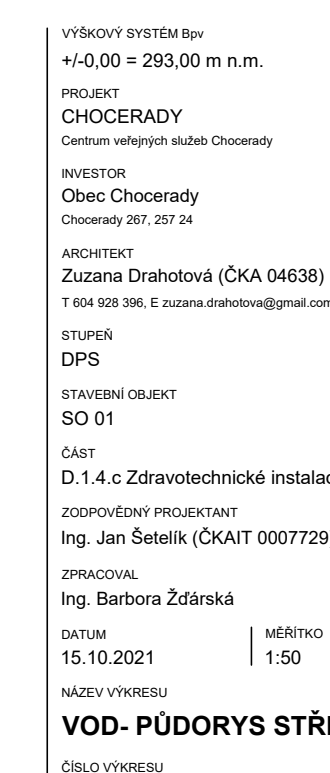 VÝŠKOVÝ SYSTÉM Bpv
+/-0,00 = 293,00 m n.m.
PROJEKT
CHOCERADY
Centrum veřejných služeb Chocerady
INVESTOR
Obec Chocerady
Chocerady 267, 257 24
ARCHITEKT
Zuzana Drahotová (ČKA 04638)
T 604 928 396, E zuzana.drahotova@gmail.com
STUPEŇ
DPS
STAVEBNÍ OBJEKT
SO 01
ČÁST
D.1.4.c Zdravotechnické
ZODPOVĚDNÝ PROJEKTANT
Ing. Jan Šetelík (ČKAIT 0007729
ZPRACOVAL
Ing. Barbora Žďárská
DATUM MĚŘÍTKO
15.10.2021 1:50
NÁZEV VÝKRESU
VOD- PŮDORYS
ČÍSLO VÝKRESU